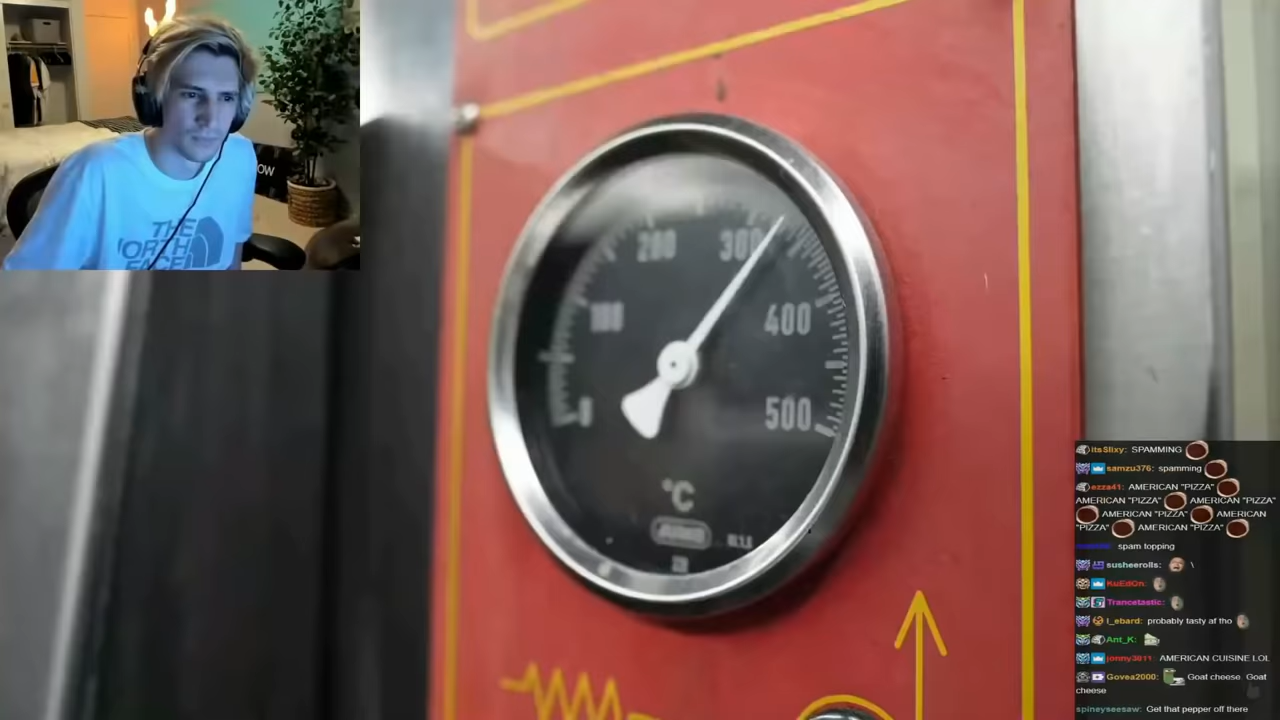 THE
NORTH
FACE
OW
200
300
100
400
0
500
°C
itsSlixy: SPAMMING
samzu376: spamming
ezza41: AMERICAN "PIZZA"
AMERICAN "PIZZA" AMERICAN "PIZZA"
AMERICAN "PIZZA" AMERICAN
"PIZZA" AMERICAN "PIZZA"
spam topping
susheerolls: \
KuEdOn:
Trancetastic:
l_ebard: probably tasty af tho
Ant_K:
jonny3811: AMERICAN CUISINE LOL
Govea2000: Goat cheese Goat
cheese
spineyseesaw: Get that pepper off there